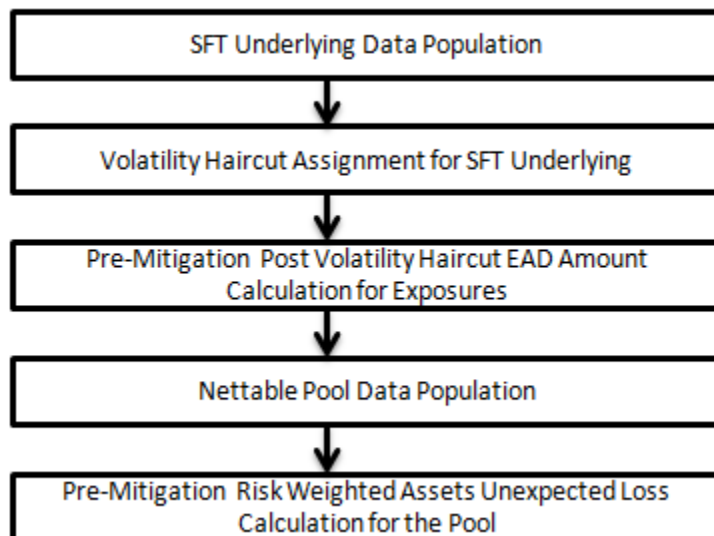 SFT Underlying Data Population
Volatility Haircut Assignment for SFT Underlying
Pre-Mitigation Post Volatility Haircut EAD Amount
Calculation for Exposures
Nettable Pool Data Population
Pre-Mitigation Risk Weighted Assets Unexpected Loss
Calculation for the Pool